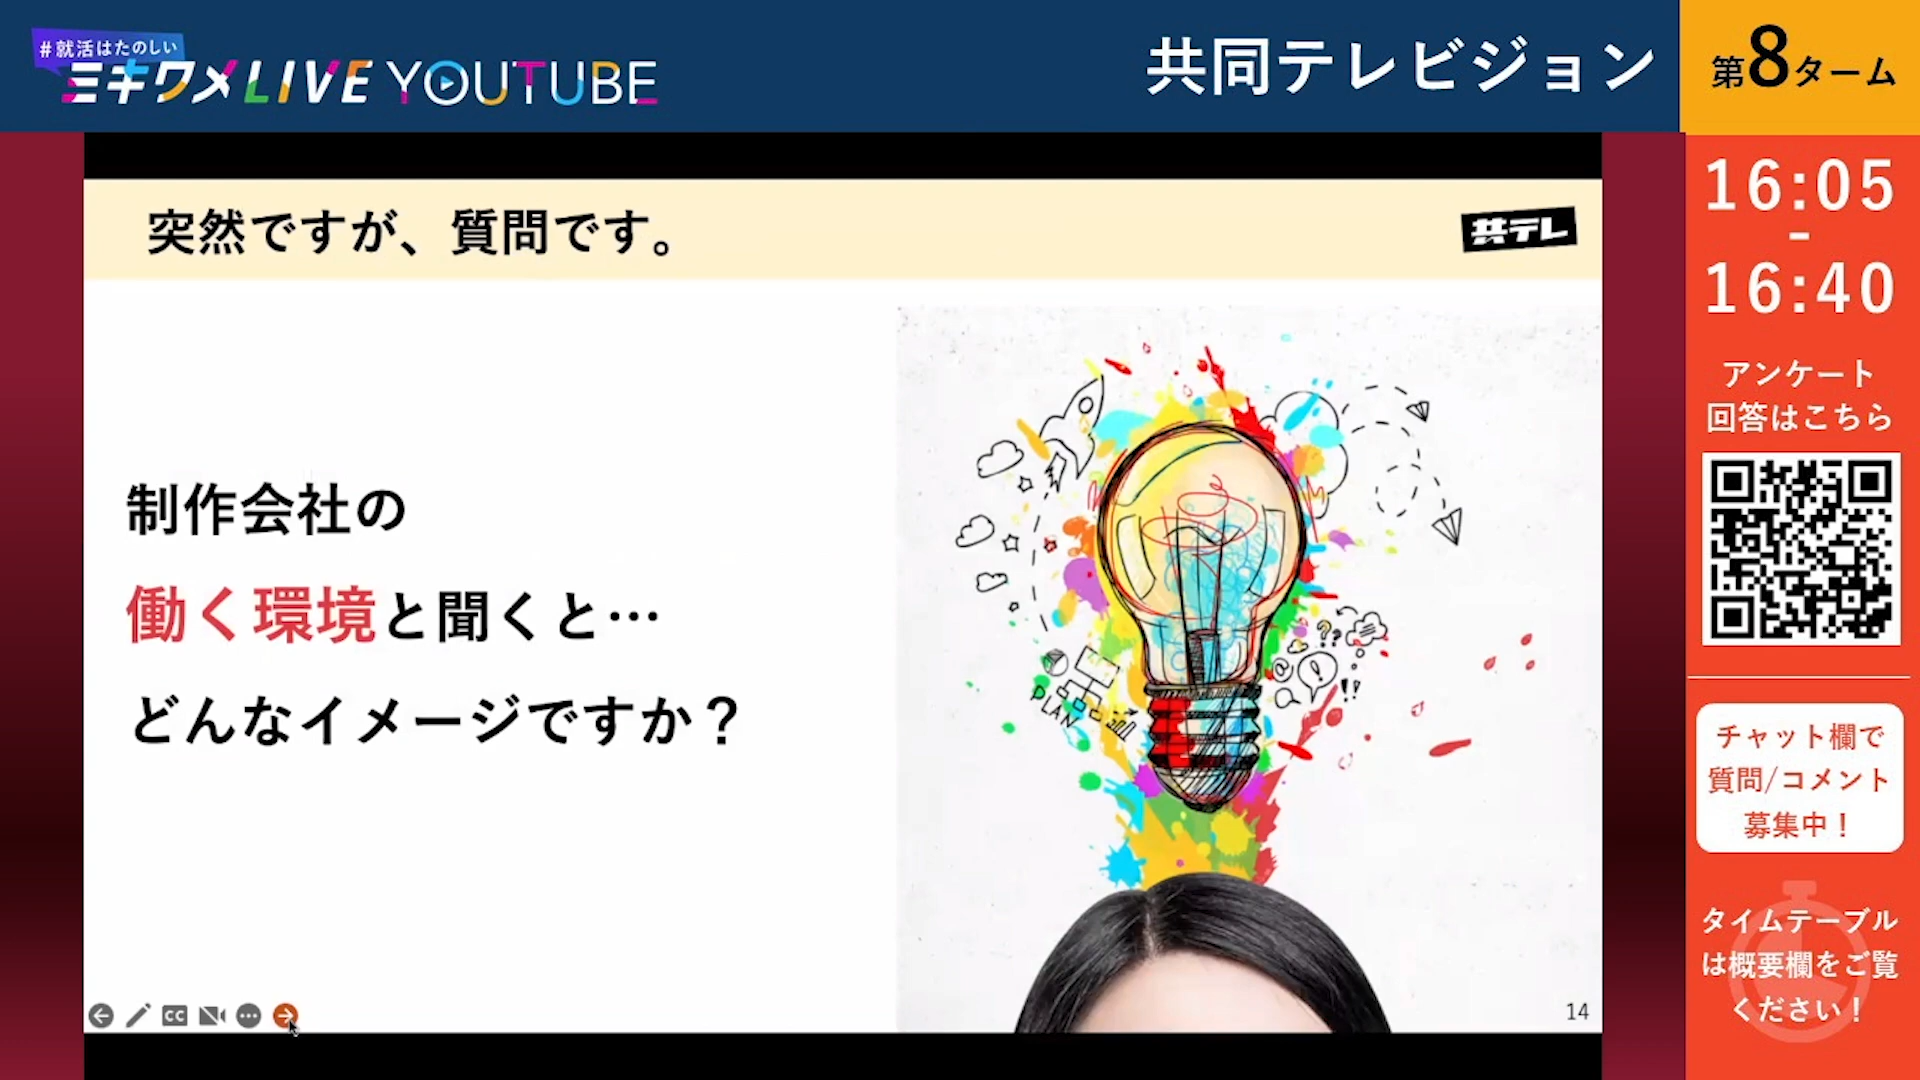 #就活はたのしい
ミキワメLIVE YOUTUBE
共同テレビジョン
第8ターム
突然ですが、質問です。
共テレ
制作会社の
働く環境と聞くと…
どんなイメージですか？
PLAN
??
!
!!
CC
14
16:05
-
16:40
アンケート
回答はこちら
チャット欄で
質問/コメント
募集中！
タイムテーブル
は概要欄をご覧
ください！